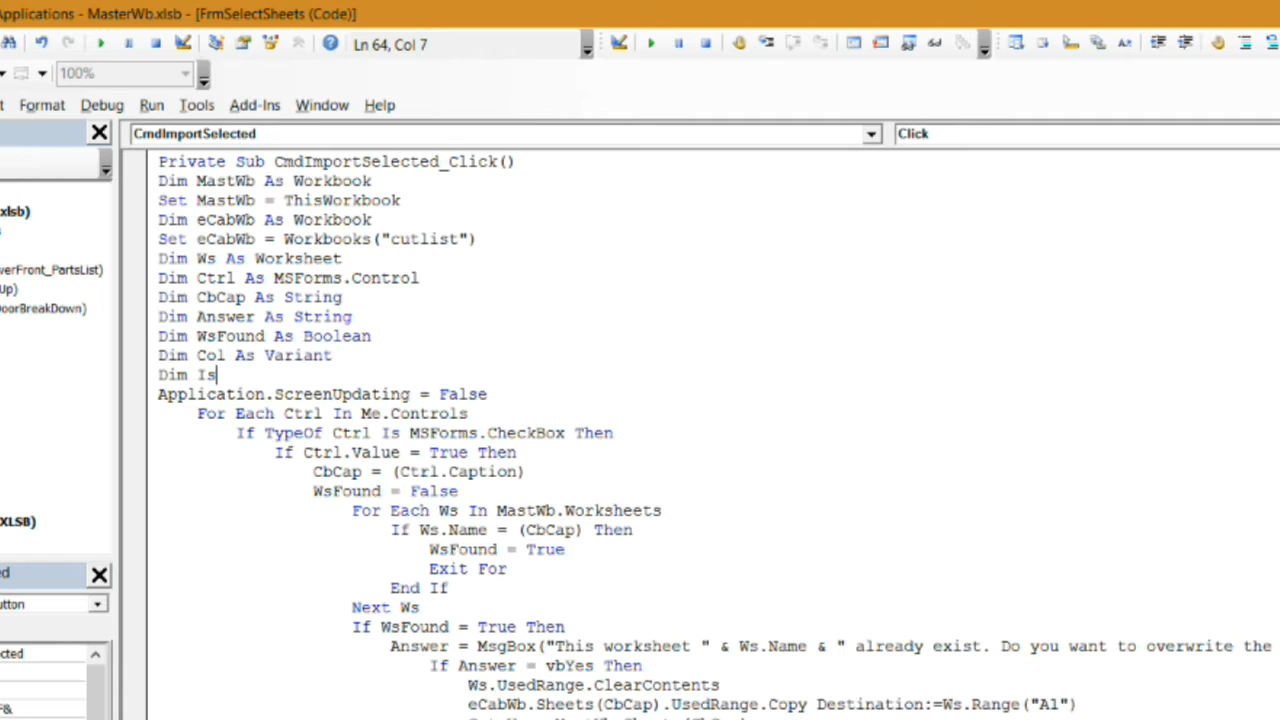 Applications - MasterWb.xlsb - [FrmSelectSheets (Code)]
Ln 64, Col 7
100%
t Format Debug Run Tools Add-Ins Window Help
CmdImportSelected
Click
xlsb)
werFront_PartsList)
Up)
DoorBreakDown)
XLSB)
ed
utton
cted
F&
Private Sub CmdImportSelected_Click()
Dim MastWb As Workbook
Set MastWb = ThisWorkbook
Dim eCabWb As Workbook
Set eCabWb = Workbooks("cutlist")
Dim Ws As Worksheet
Dim Ctrl As MSForms.Control
Dim CbCap As String
Dim Answer As String
Dim WsFound As Boolean
Dim Col As Variant
Dim Is
Application.ScreenUpdating = False
For Each Ctrl In Me.Controls
If TypeOf Ctrl Is MSForms.CheckBox Then
If Ctrl.Value = True Then
CbCap = (Ctrl.Caption)
WsFound = False
For Each Ws In MastWb.Worksheets
If Ws.Name = (CbCap) Then
WsFound = True
Exit For
End If
Next Ws
If WsFound = True Then
Answer = MsgBox("This worksheet " & Ws.Name & " already exist. Do you want to overwrite the
If Answer = vbYes Then
Ws.UsedRange.ClearContents
eCabWb.Sheets(CbCap).UsedRange.Copy Destination:=Ws.Range("A1")